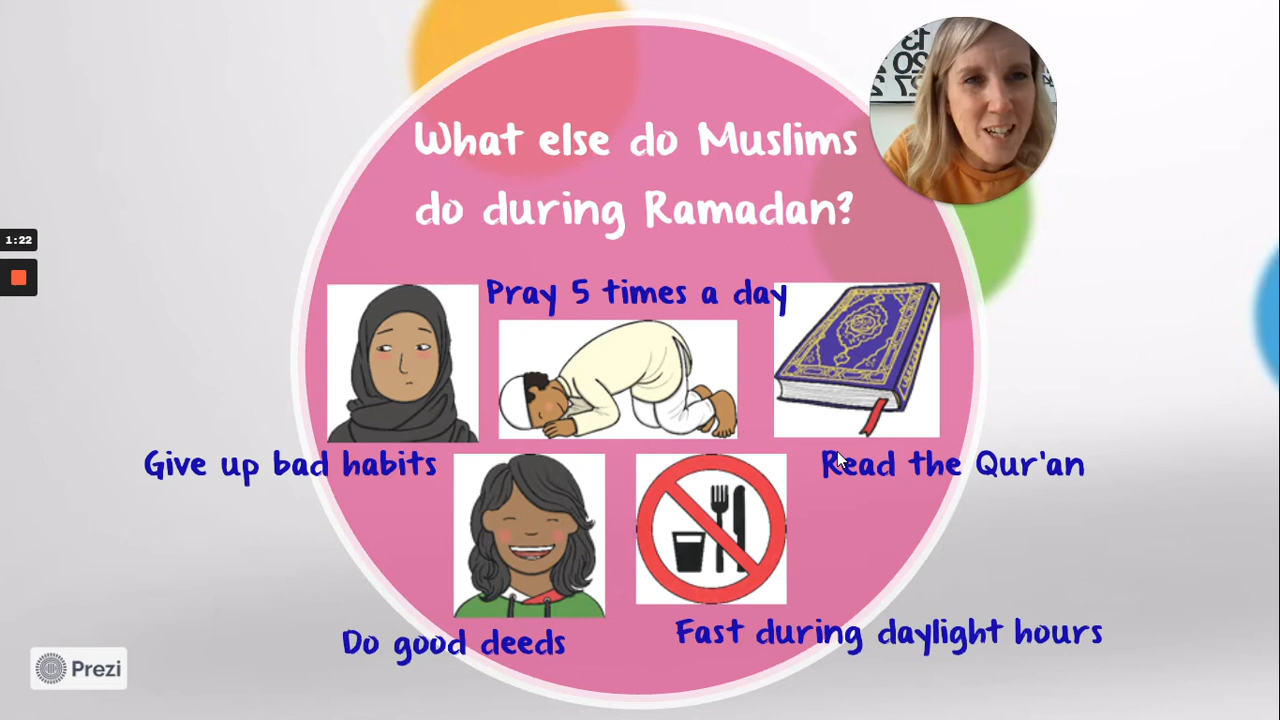 What else do Muslims
do during Ramadan?
1:22
Pray 5 times a day
Give up bad habits
Read the Qur'an
Do good deeds
Fast during daylight hours
Prezi